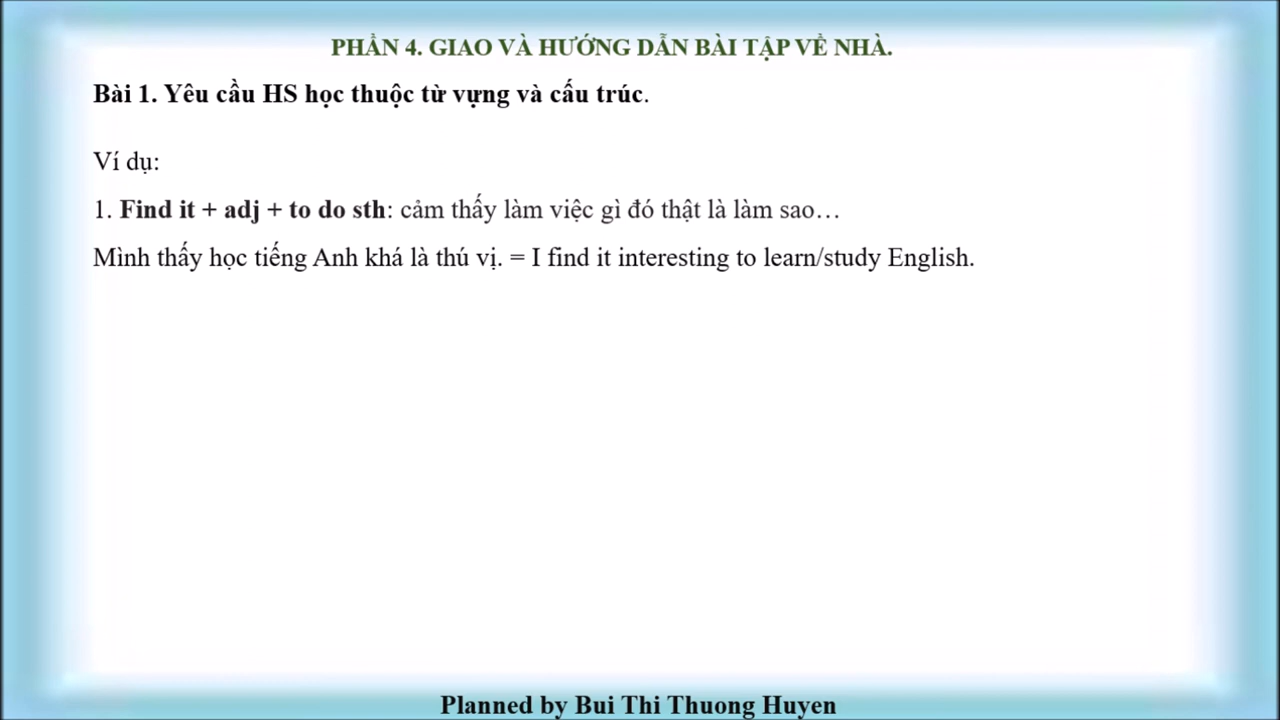 PHẦN 4. GIAO VÀ HƯỚNG DẪN BÀI TẬP VỀ NHÀ.
Bài 1. Yêu cầu HS học thuộc từ vựng và cấu trúc.
Ví dụ:
1. Find it + adj + to do sth: cảm thấy làm việc gì đó thật là làm sao…
Mình thấy học tiếng Anh khá là thú vị. = I find it interesting to learn/study English.
Planned by Bui Thi Thuong Huyen